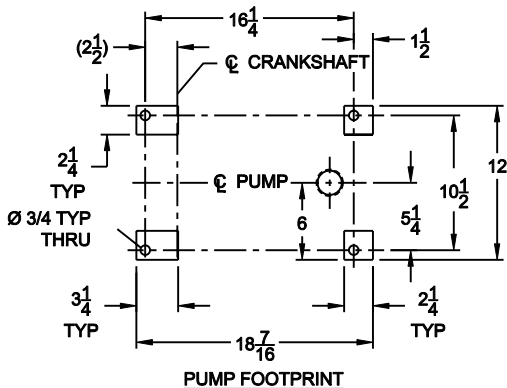 16 1/4
(2 1/2)
1 1/2
℄ CRANKSHAFT
2 1/4
TYP
12
℄ PUMP
10 1/2
Ø 3/4 TYP
THRU
6
5 1/4
3 1/4
TYP
2 1/4
TYP
18 7/16
PUMP FOOTPRINT